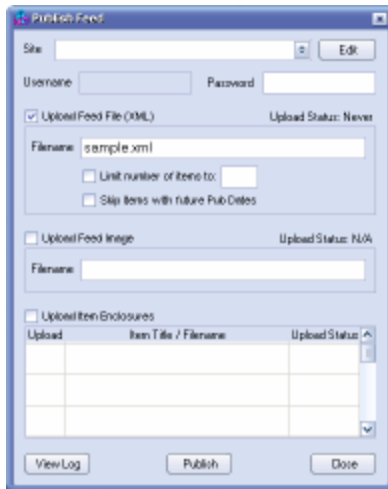 Publish Feed
Site Edit
Username Password
Upload Feed File (XML) Upload Status: Never
Filename sample.xml
Limit number of items to:
Skip items with future Pub Dates
Upload Feed Image Upload Status: N/A
Filename
Upload Item Enclosures
Upload Item Title / Filename Upload Status
View Log Publish Close